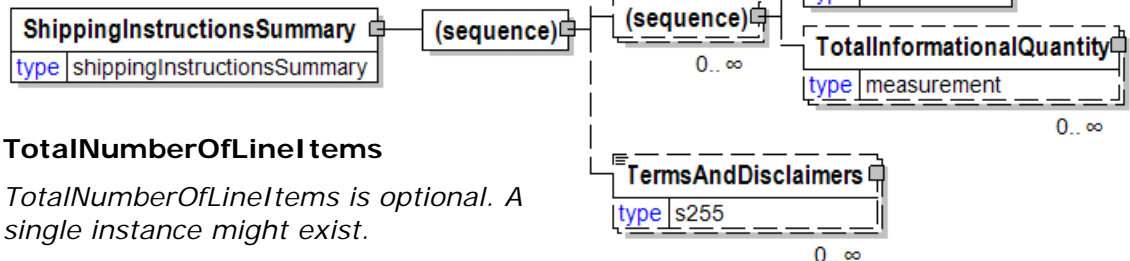 ShippingInstructionsSummary
type shippingInstructionsSummary
(sequence)
(sequence)
0.. ∞
TotalInformationalQuantity
type measurement
0.. ∞
TermsAndDisclaimers
type s255
0.. ∞
TotalNumberOfLineItems
TotalNumberOfLineItems is optional. A
single instance might exist.